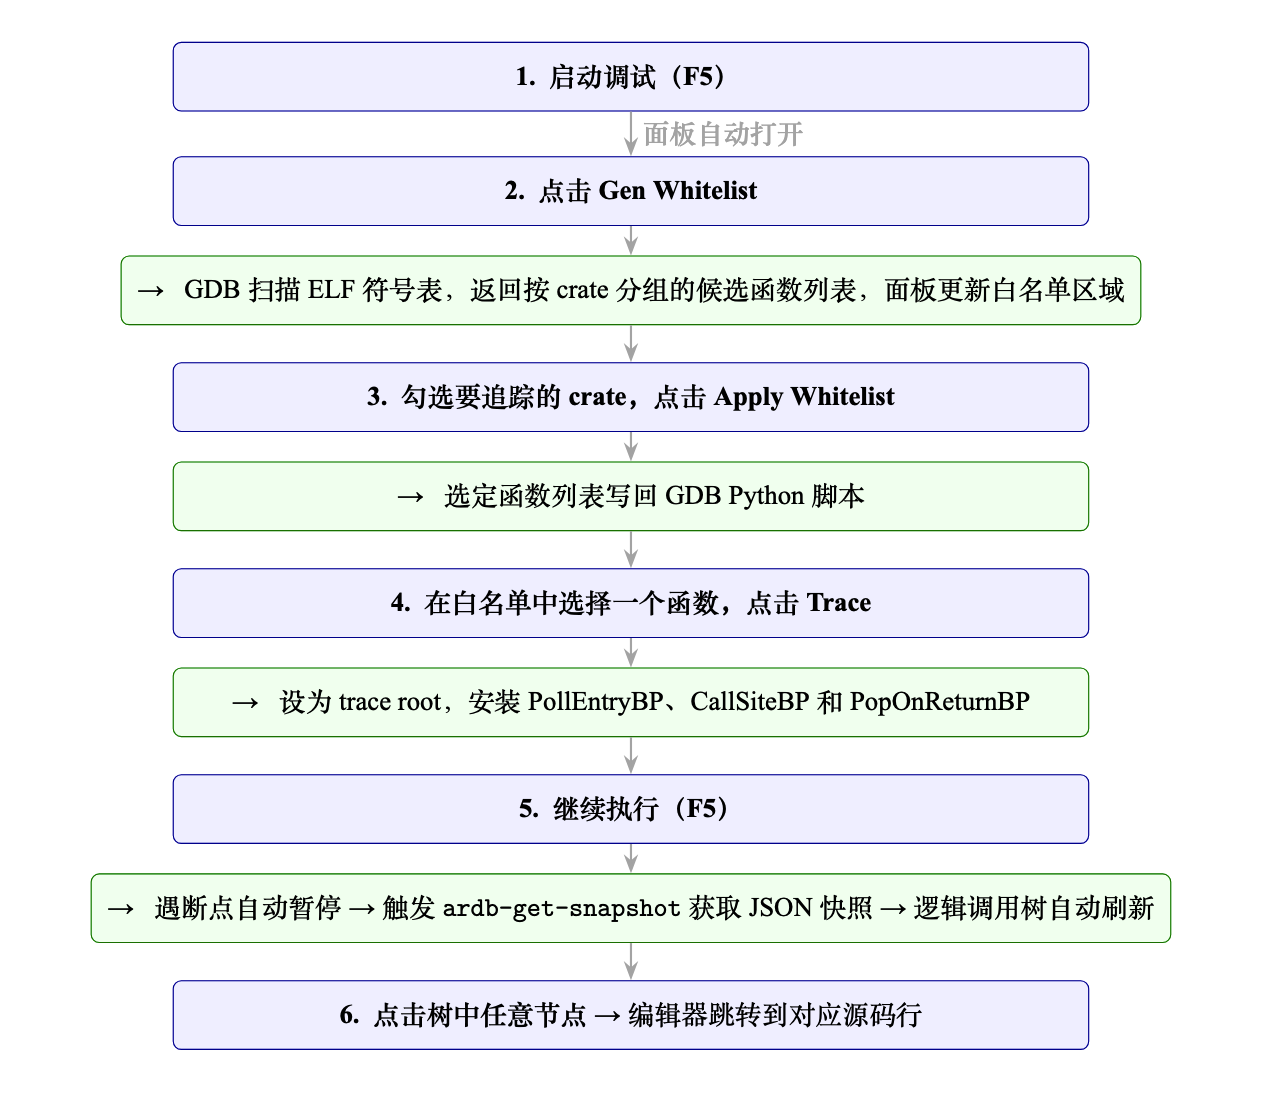 1. 启动调试（F5）
面板自动打开
2. 点击 Gen Whitelist
→ GDB 扫描 ELF 符号表，返回按 crate 分组的候选函数列表，面板更新白名单区域
3. 勾选要追踪的 crate，点击 Apply Whitelist
→ 选定函数列表写回 GDB Python 脚本
4. 在白名单中选择一个函数，点击 Trace
→ 设为 trace root，安装 PollEntryBP、CallSiteBP 和 PopOnReturnBP
5. 继续执行（F5）
→ 遇断点自动暂停 → 触发 ardb-get-snapshot 获取 JSON 快照 → 逻辑调用树自动刷新
6. 点击树中任意节点 → 编辑器跳转到对应源码行